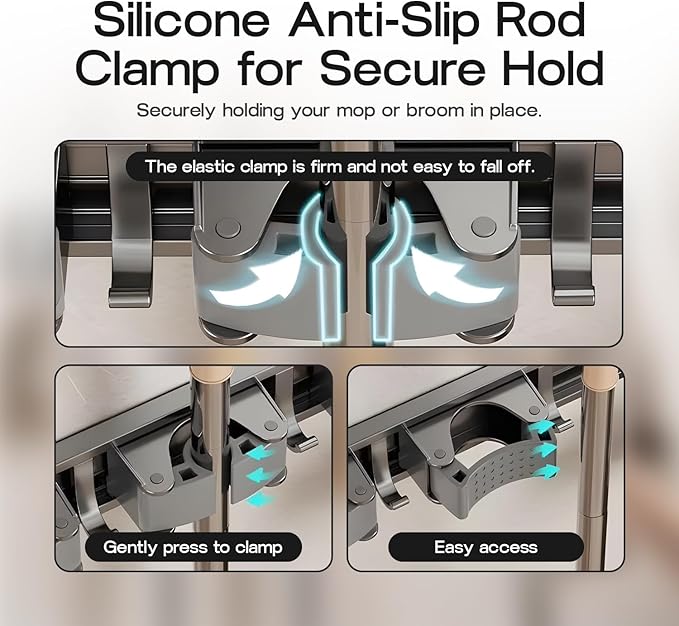 Silicone Anti-Slip Rod
Clamp for Secure Hold
Securely holding your mop or broom in place.
The elastic clamp is firm and not easy to fall off.
Gently press to clamp
Easy access